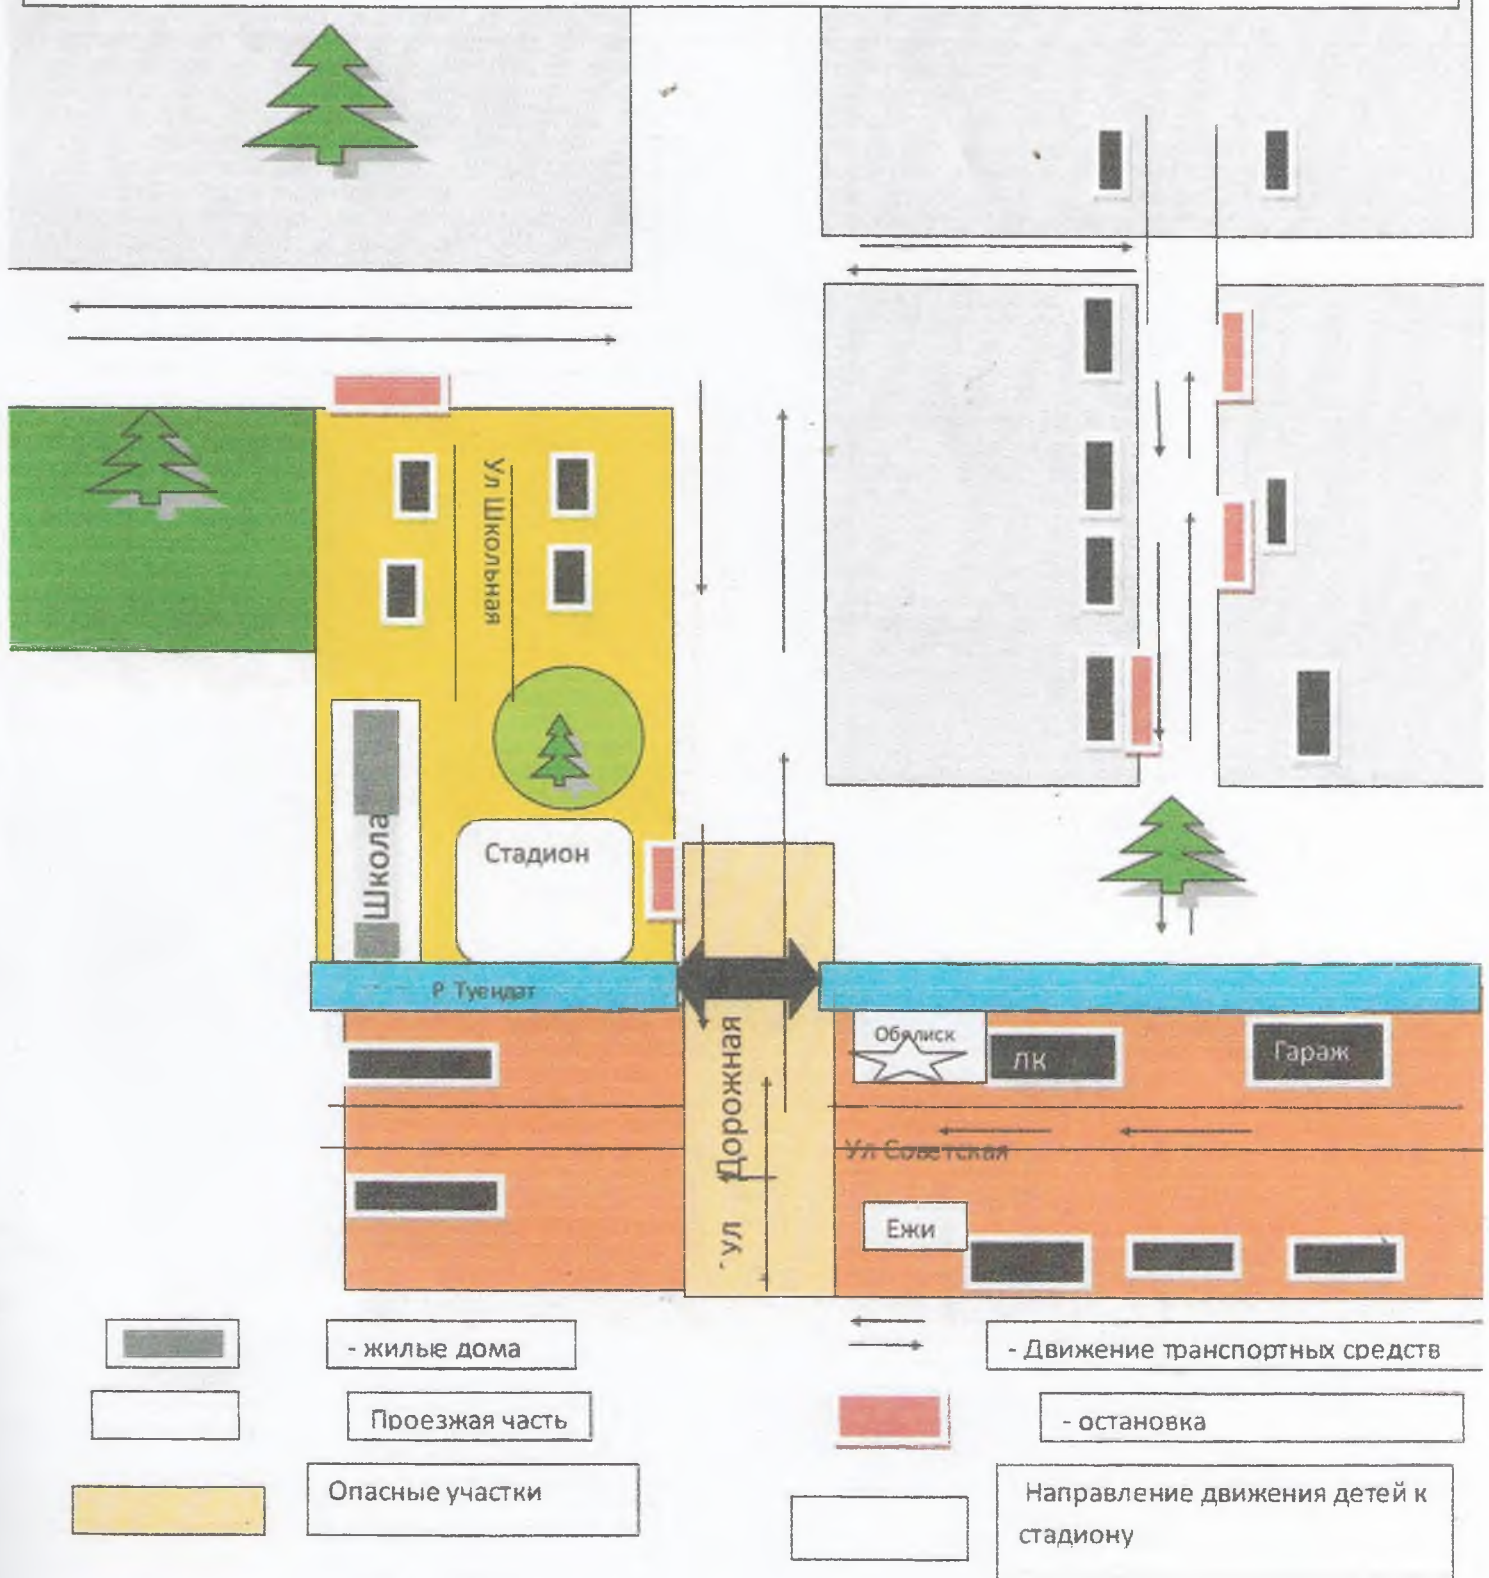 Ул Школьная
Школа
Стадион
Р Туендат
Обелиск
ЛК
Гараж
ул Дорожная
Ул Советская
Ежи
- жилые дома
- Движение транспортных средств
Проезжая часть
- остановка
Опасные участки
Направление движения детей к
стадиону